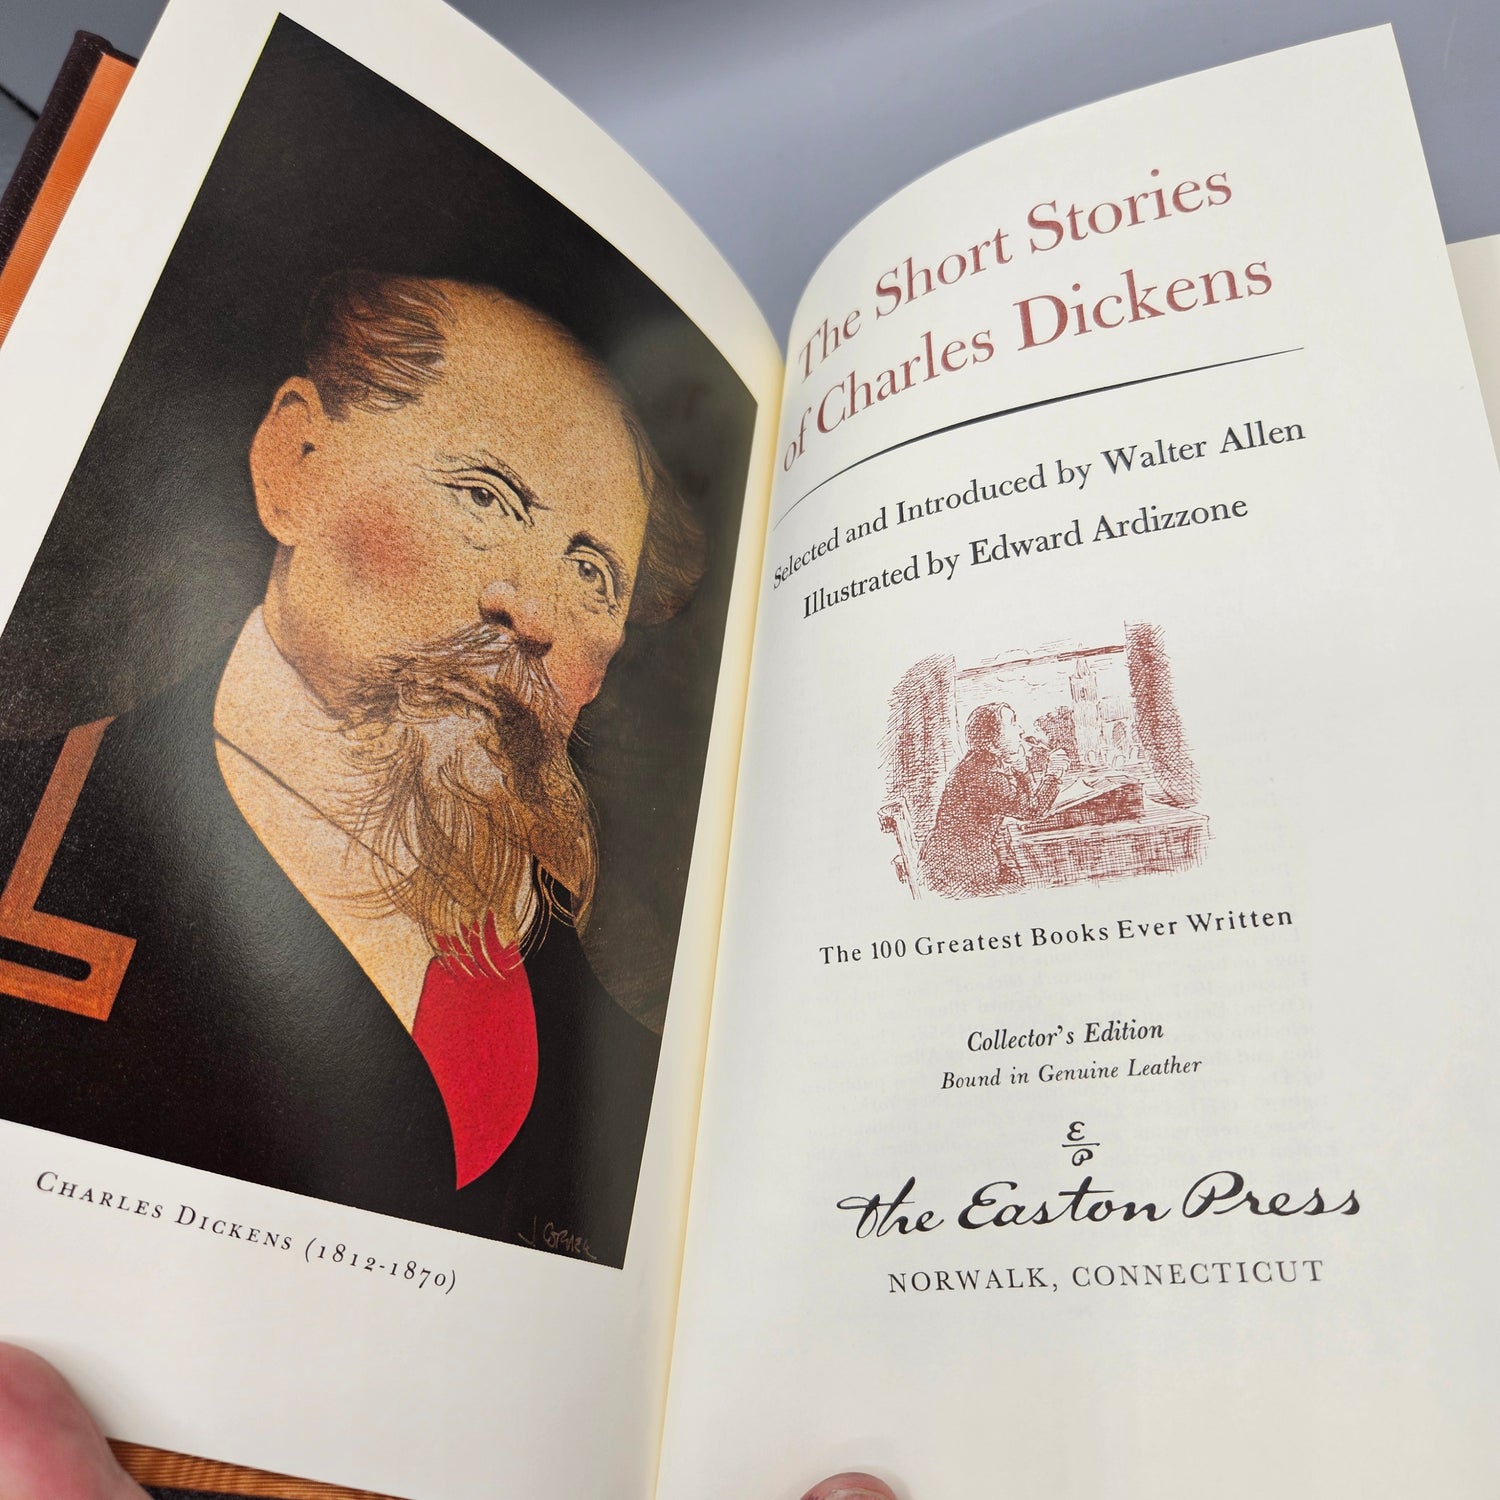 CHARLES DICKENS (1812-1870)
The Short Stories
of Charles Dickens
Selected and Introduced by Walter Allen
Illustrated by Edward Ardizzone
The 100 Greatest Books Ever Written
Collector's Edition
Bound in Genuine Leather
The Easton Press
NORWALK, CONNECTICUT